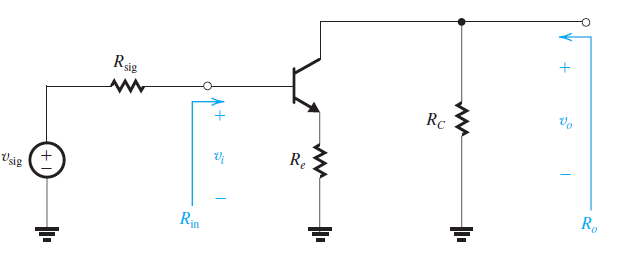 R_sig
+
v_sig
+
v_i
−
R_in
R_e
R_C
+
v_o
−
R_o